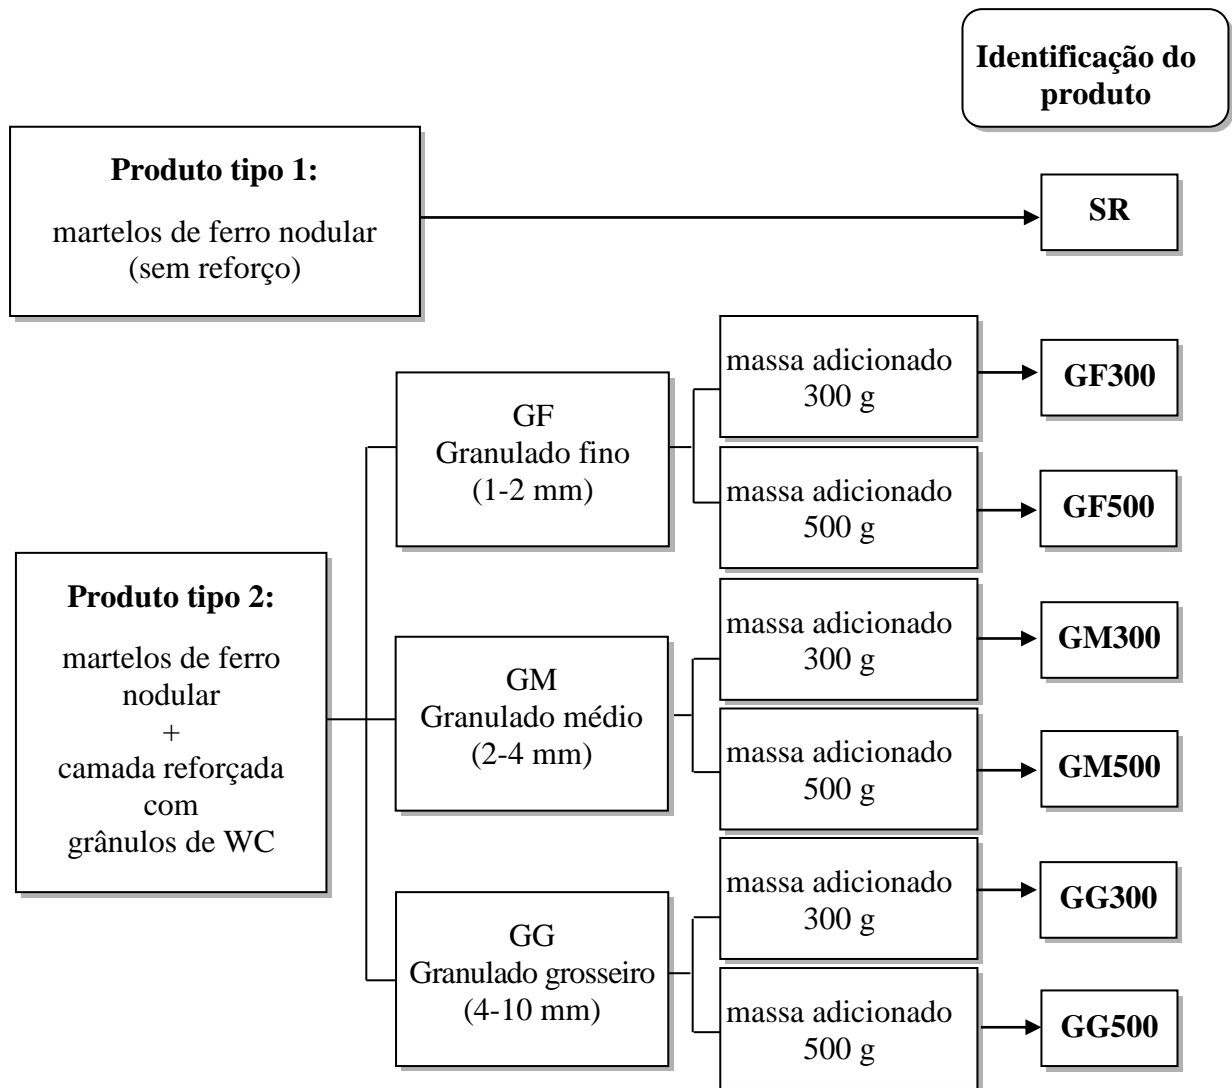 Identificação do
produto
Produto tipo 1:
martelos de ferro nodular
(sem reforço)
SR
Produto tipo 2:
martelos de ferro
nodular
+
camada reforçada
com
grânulos de WC
GF
Granulado fino
(1-2 mm)
massa adicionado
300 g
GF300
massa adicionado
500 g
GF500
GM
Granulado médio
(2-4 mm)
massa adicionado
300 g
GM300
massa adicionado
500 g
GM500
GG
Granulado grosseiro
(4-10 mm)
massa adicionado
300 g
GG300
massa adicionado
500 g
GG500